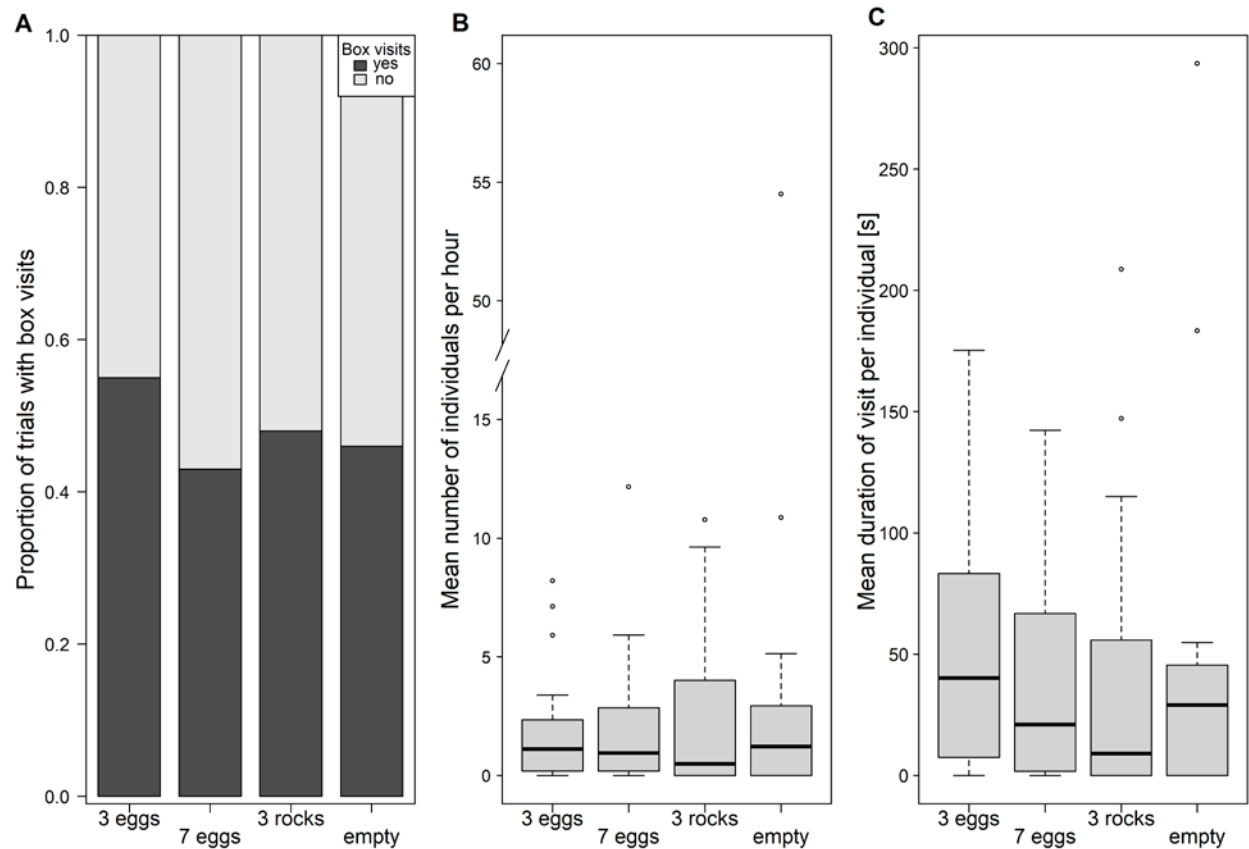 A
Proportion of trials with box visits
1.0
0.8
0.6
0.4
0.2
0.0
Box visits
yes
no
3 eggs
7 eggs
3 rocks
empty
B
Mean number of individuals per hour
60
55
50
15
10
5
0
3 eggs
7 eggs
3 rocks
empty
C
Mean duration of visit per individual [s]
300
250
200
150
100
50
0
3 eggs
7 eggs
3 rocks
empty